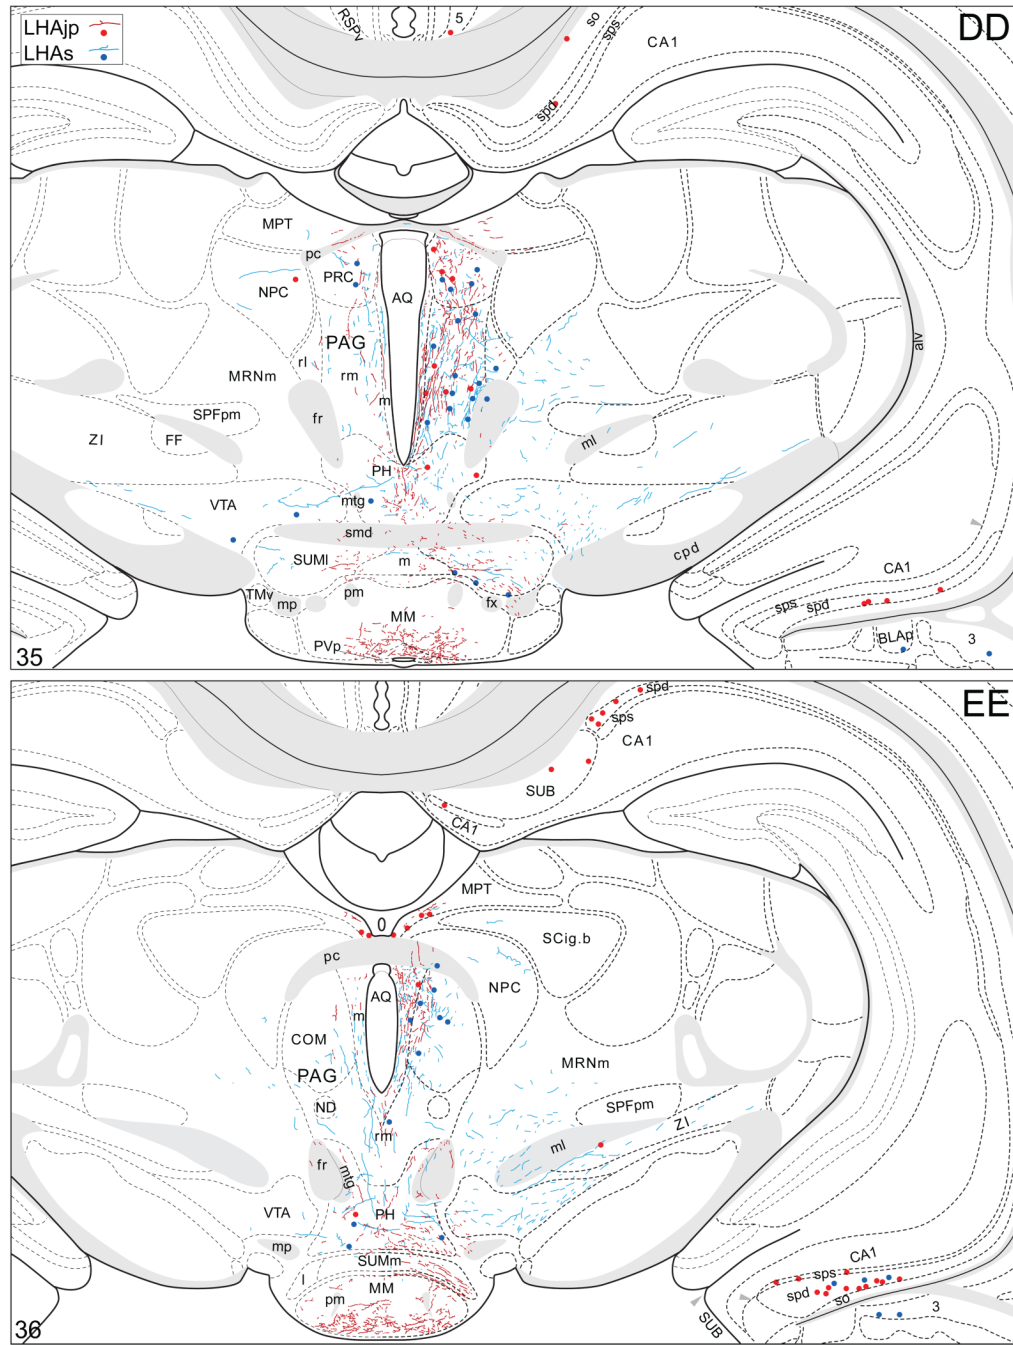 LHAjp
LHAs
DD
RSPv
5
so
sps
CA1
spd
MPT
pc
NPC
PRC
AQ
PAG
rl
rm
m
MRNm
SPFpm
ZI
FF
fr
ml
alv
PH
VTA
mtg
smd
SUMl
m
cpd
TMv
mp
pm
fx
MM
PVp
CA1
sps
spd
BLAp
3
35
EE
spd
sps
CA1
SUB
CA1
MPT
SCig.b
pc
NPC
AQ
m
COM
PAG
MRNm
ND
SPFpm
rm
ZI
ml
fr
mtg
VTA
PH
mp
SUMm
l
MM
pm
CA1
sps
spd
so
3
SUB
36